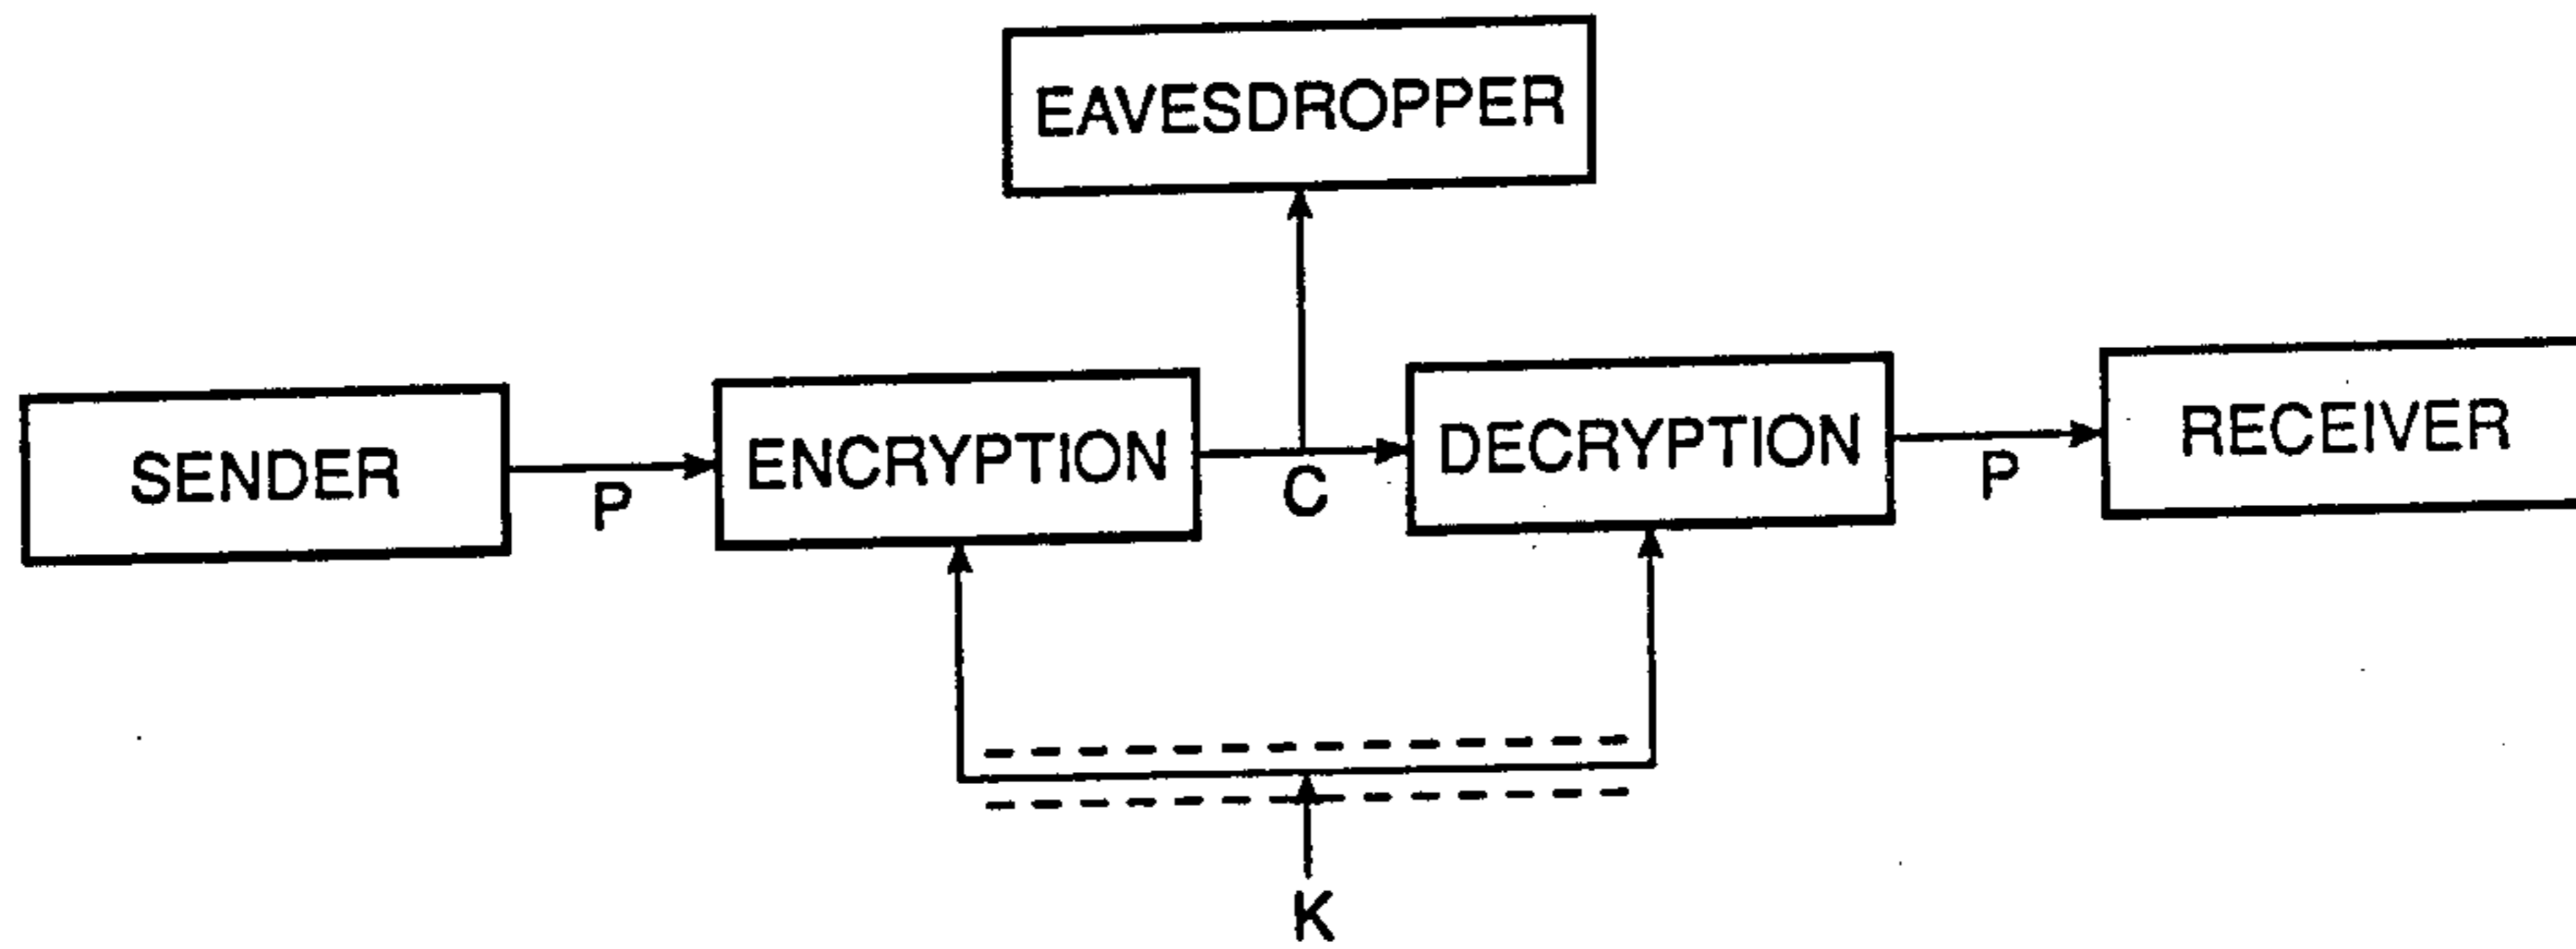 EAVESDROPPER
SENDER
P
ENCRYPTION
C
DECRYPTION
P
RECEIVER
K